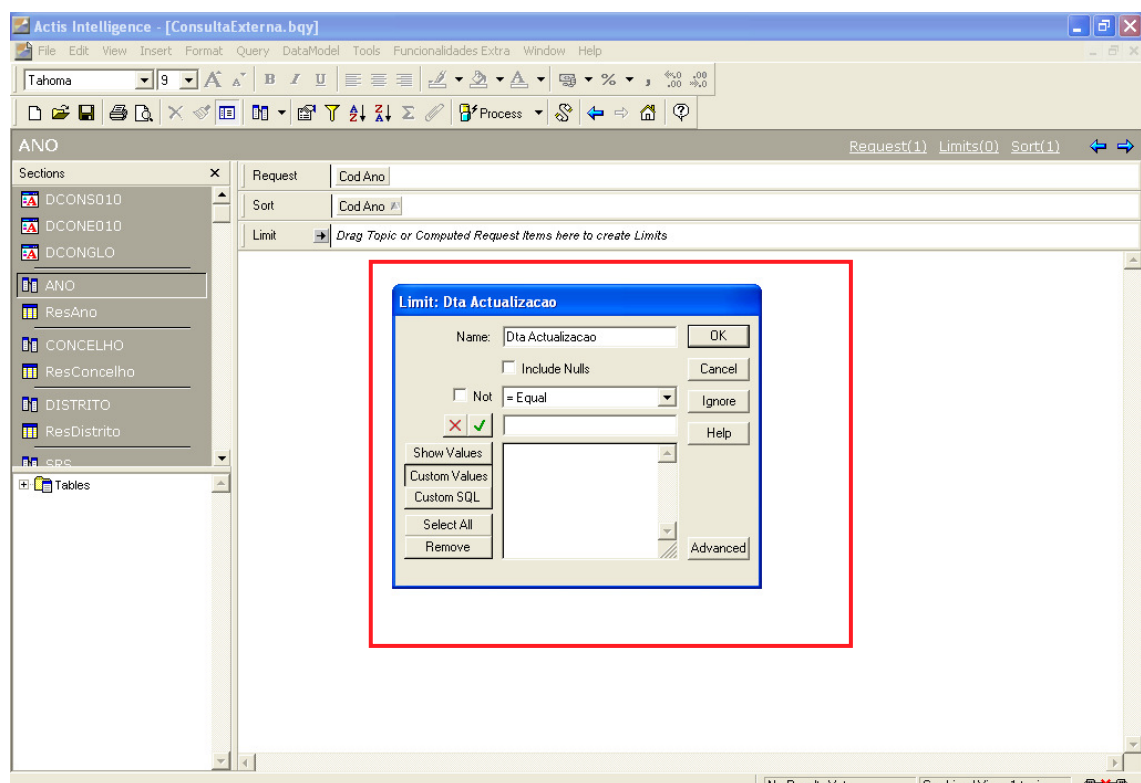 Actis Intelligence - [ConsultaExterna.bqy]
File Edit View Insert Format Query DataModel Tools Funcionalidades Extra Window Help
Tahoma 9 A A B I U % ,
Process
ANO Request(1) Limits(0) Sort(1)
Sections
Request Cod Ano
Sort Cod Ano
Limit Drag Topic or Computed Request Items here to create Limits
DCONS010
DCONE010
DCONGLO
ANO
ResAno
CONCELHO
ResConcelho
DISTRITO
ResDistrito
SRS
Tables
Limit: Dta Actualizacao
Name: Dta Actualizacao OK
Include Nulls Cancel
Not = Equal Ignore
Help
Show Values
Custom Values
Custom SQL
Select All
Remove Advanced